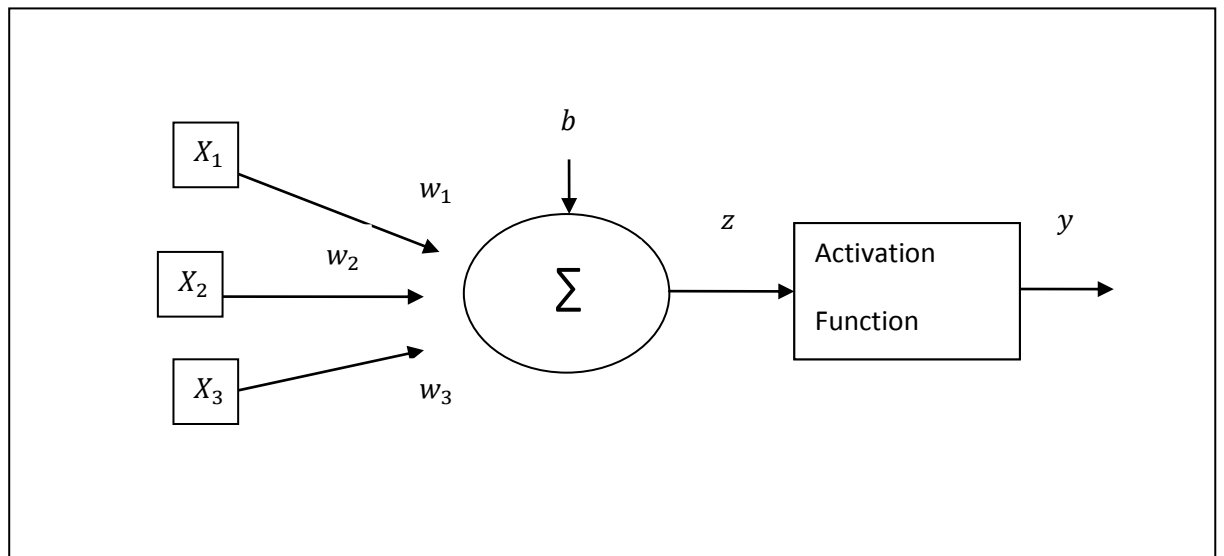 b
X₁
w₁
w₂
z
y
X₂
∑
Activation
Function
X₃
w₃